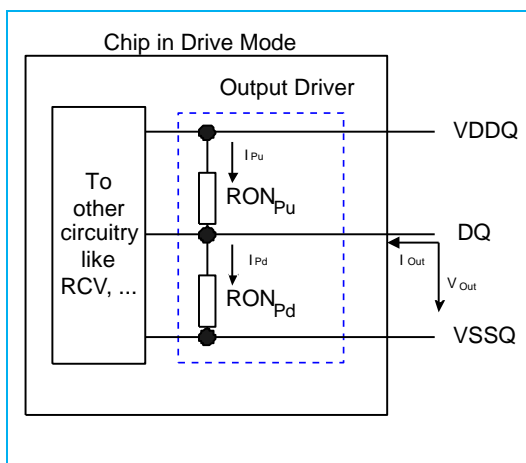 Chip in Drive Mode
Output Driver
VDDQ
I Pu
To
other
circuitry
like
RCV, ...
RON Pu
DQ
I Out
I Pd
V Out
RON Pd
VSSQ